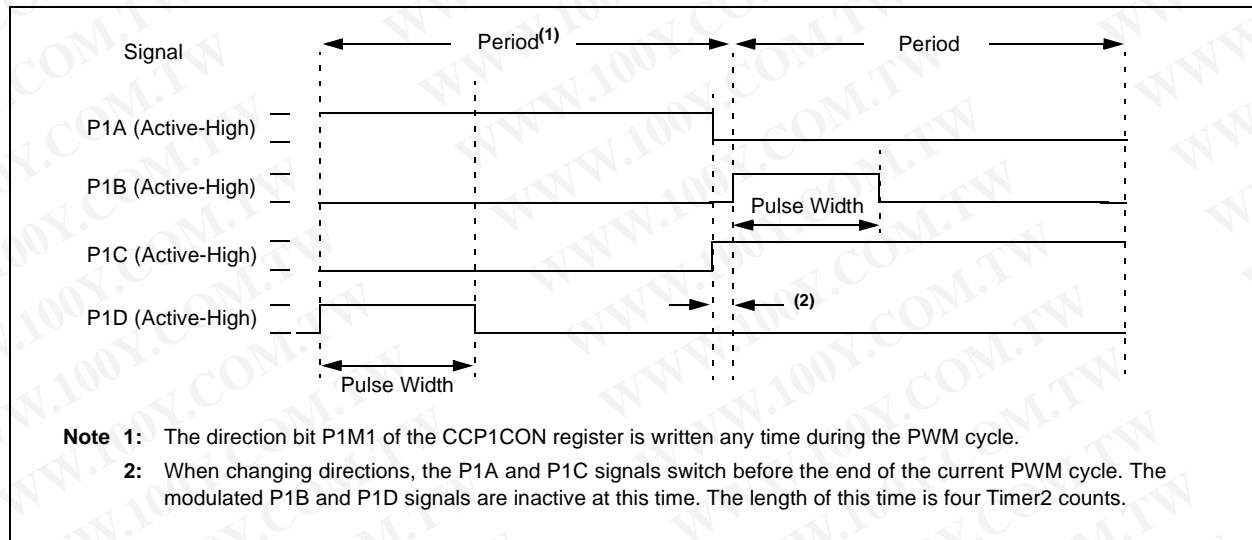 Signal
Period(1)
Period
P1A (Active-High)
P1B (Active-High)
Pulse Width
P1C (Active-High)
(2)
P1D (Active-High)
Pulse Width
Note 1: The direction bit P1M1 of the CCP1CON register is written any time during the PWM cycle.
2: When changing directions, the P1A and P1C signals switch before the end of the current PWM cycle. The
modulated P1B and P1D signals are inactive at this time. The length of this time is four Timer2 counts.
WWW.100Y.COM.TW